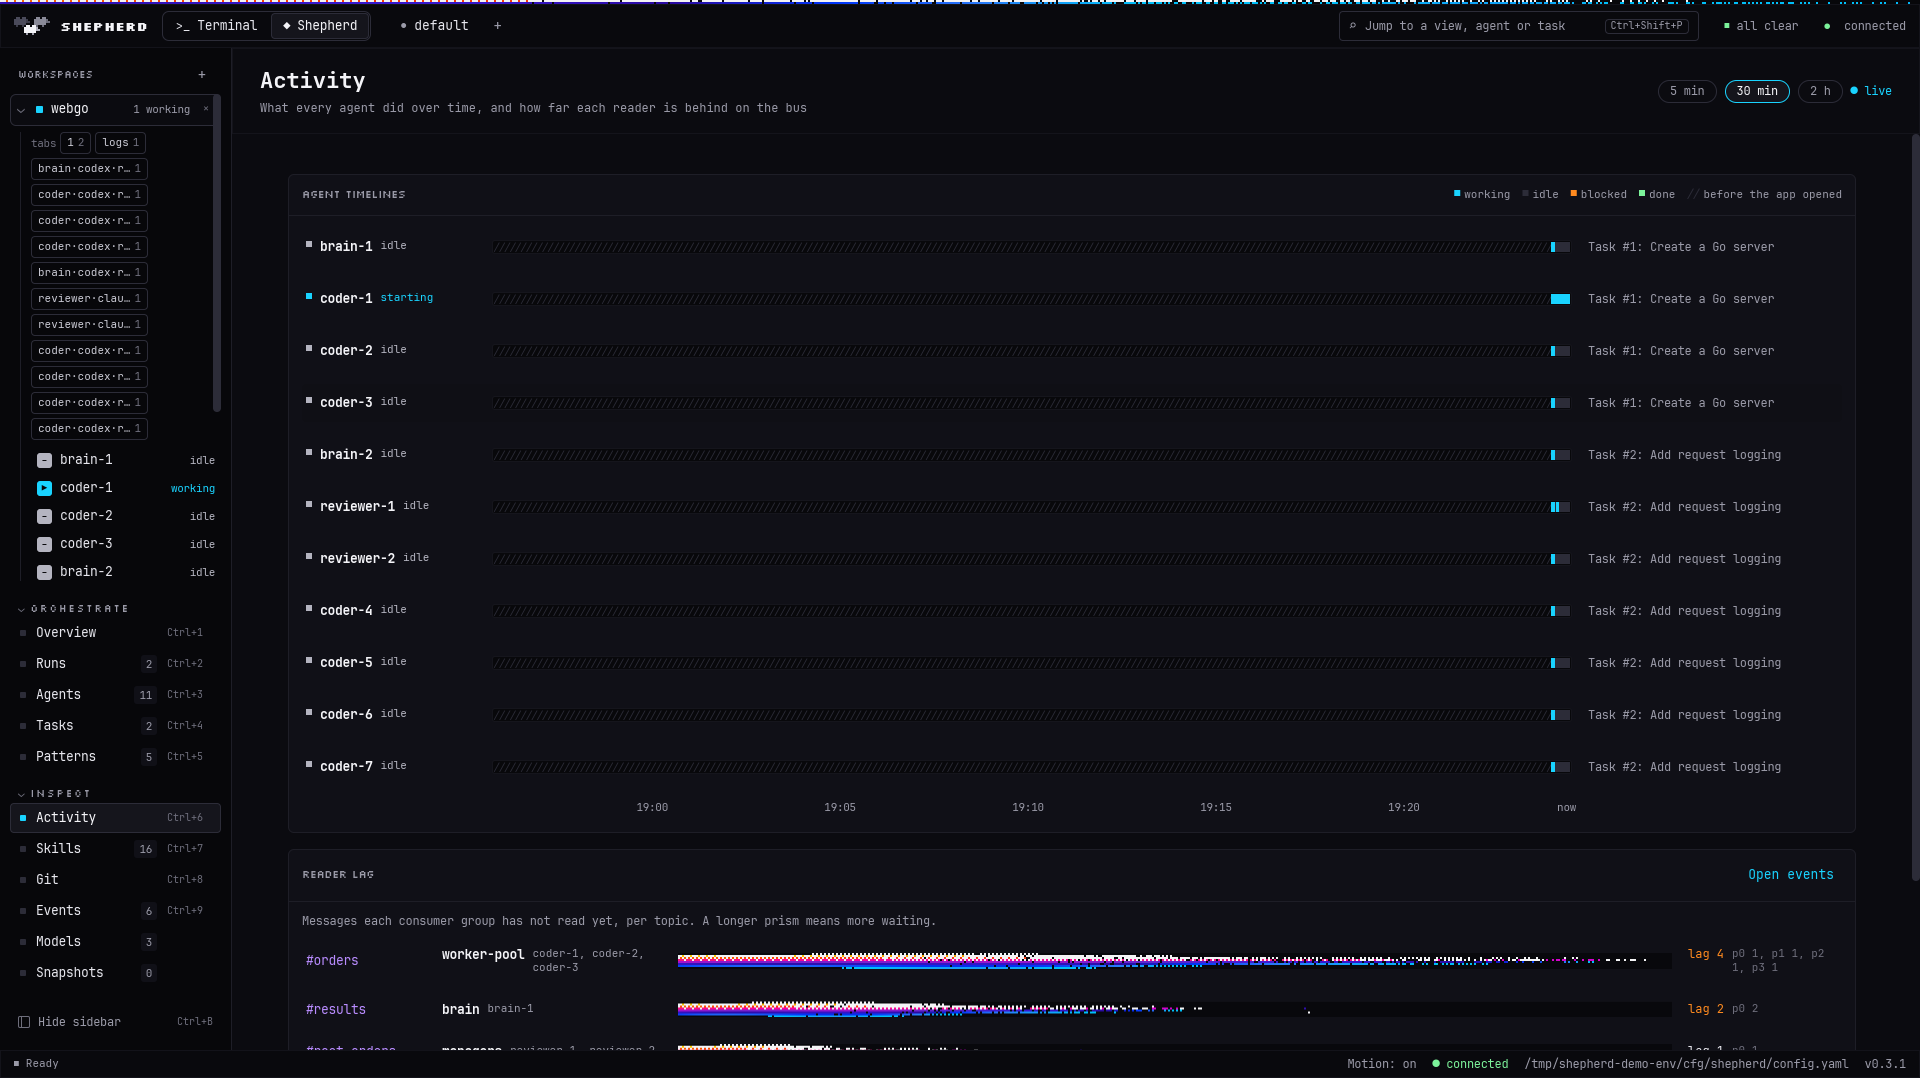 SHEPHERD
>_ Terminal
◆ Shepherd
● default
+
Jump to a view, agent or task
Ctrl+Shift+P
all clear
connected
WORKSPACES
+
webgo
1 working
×
tabs
1 2
logs 1
brain·codex·r… 1
coder·codex·r… 1
coder·codex·r… 1
coder·codex·r… 1
brain·codex·r… 1
reviewer·clau… 1
reviewer·clau… 1
coder·codex·r… 1
coder·codex·r… 1
coder·codex·r… 1
coder·codex·r… 1
brain-1 idle
coder-1 working
coder-2 idle
coder-3 idle
brain-2 idle
ORCHESTRATE
Overview Ctrl+1
Runs 2 Ctrl+2
Agents 11 Ctrl+3
Tasks 2 Ctrl+4
Patterns 5 Ctrl+5
INSPECT
Activity Ctrl+6
Skills 16 Ctrl+7
Git Ctrl+8
Events 6 Ctrl+9
Models 3
Snapshots 0
Hide sidebar Ctrl+B
Activity
What every agent did over time, and how far each reader is behind on the bus
5 min
30 min
2 h
live
AGENT TIMELINES
working
idle
blocked
done
// before the app opened
brain-1 idle Task #1: Create a Go server
coder-1 starting Task #1: Create a Go server
coder-2 idle Task #1: Create a Go server
coder-3 idle Task #1: Create a Go server
brain-2 idle Task #2: Add request logging
reviewer-1 idle Task #2: Add request logging
reviewer-2 idle Task #2: Add request logging
coder-4 idle Task #2: Add request logging
coder-5 idle Task #2: Add request logging
coder-6 idle Task #2: Add request logging
coder-7 idle Task #2: Add request logging
19:00 19:05 19:10 19:15 19:20 now
READER LAG
Open events
Messages each consumer group has not read yet, per topic. A longer prism means more waiting.
#orders
worker-pool
coder-1, coder-2,
coder-3
lag 4
p0 1, p1 1, p2
1, p3 1
#results
brain brain-1
lag 2 p0 2
Ready
Motion: on
connected
/tmp/shepherd-demo-env/cfg/shepherd/config.yaml
v0.3.1